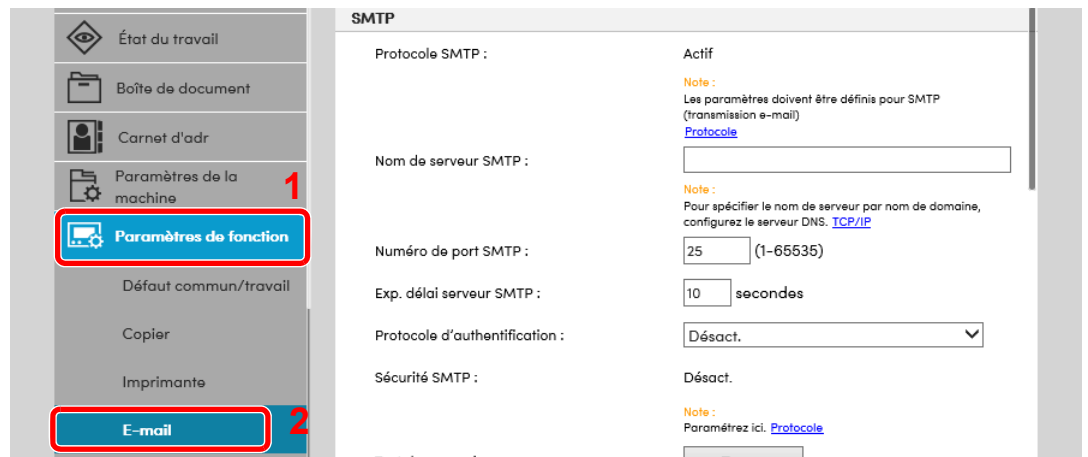 État du travail
Boîte de document
Carnet d'adr
Paramètres de la
machine
1
Paramètres de fonction
Défaut commun/travail
Copier
Imprimante
E-mail
2
SMTP
Protocole SMTP :
Actif
Note :
Les paramètres doivent être définis pour SMTP
(transmission e-mail)
Protocole
Nom de serveur SMTP :
Note :
Pour spécifier le nom de serveur par nom de domaine,
configurez le serveur DNS. TCP/IP
Numéro de port SMTP :
25 (1-65535)
Exp. délai serveur SMTP :
10 secondes
Protocole d'authentification :
Désact.
Sécurité SMTP :
Désact.
Note :
Paramétrez ici. Protocole